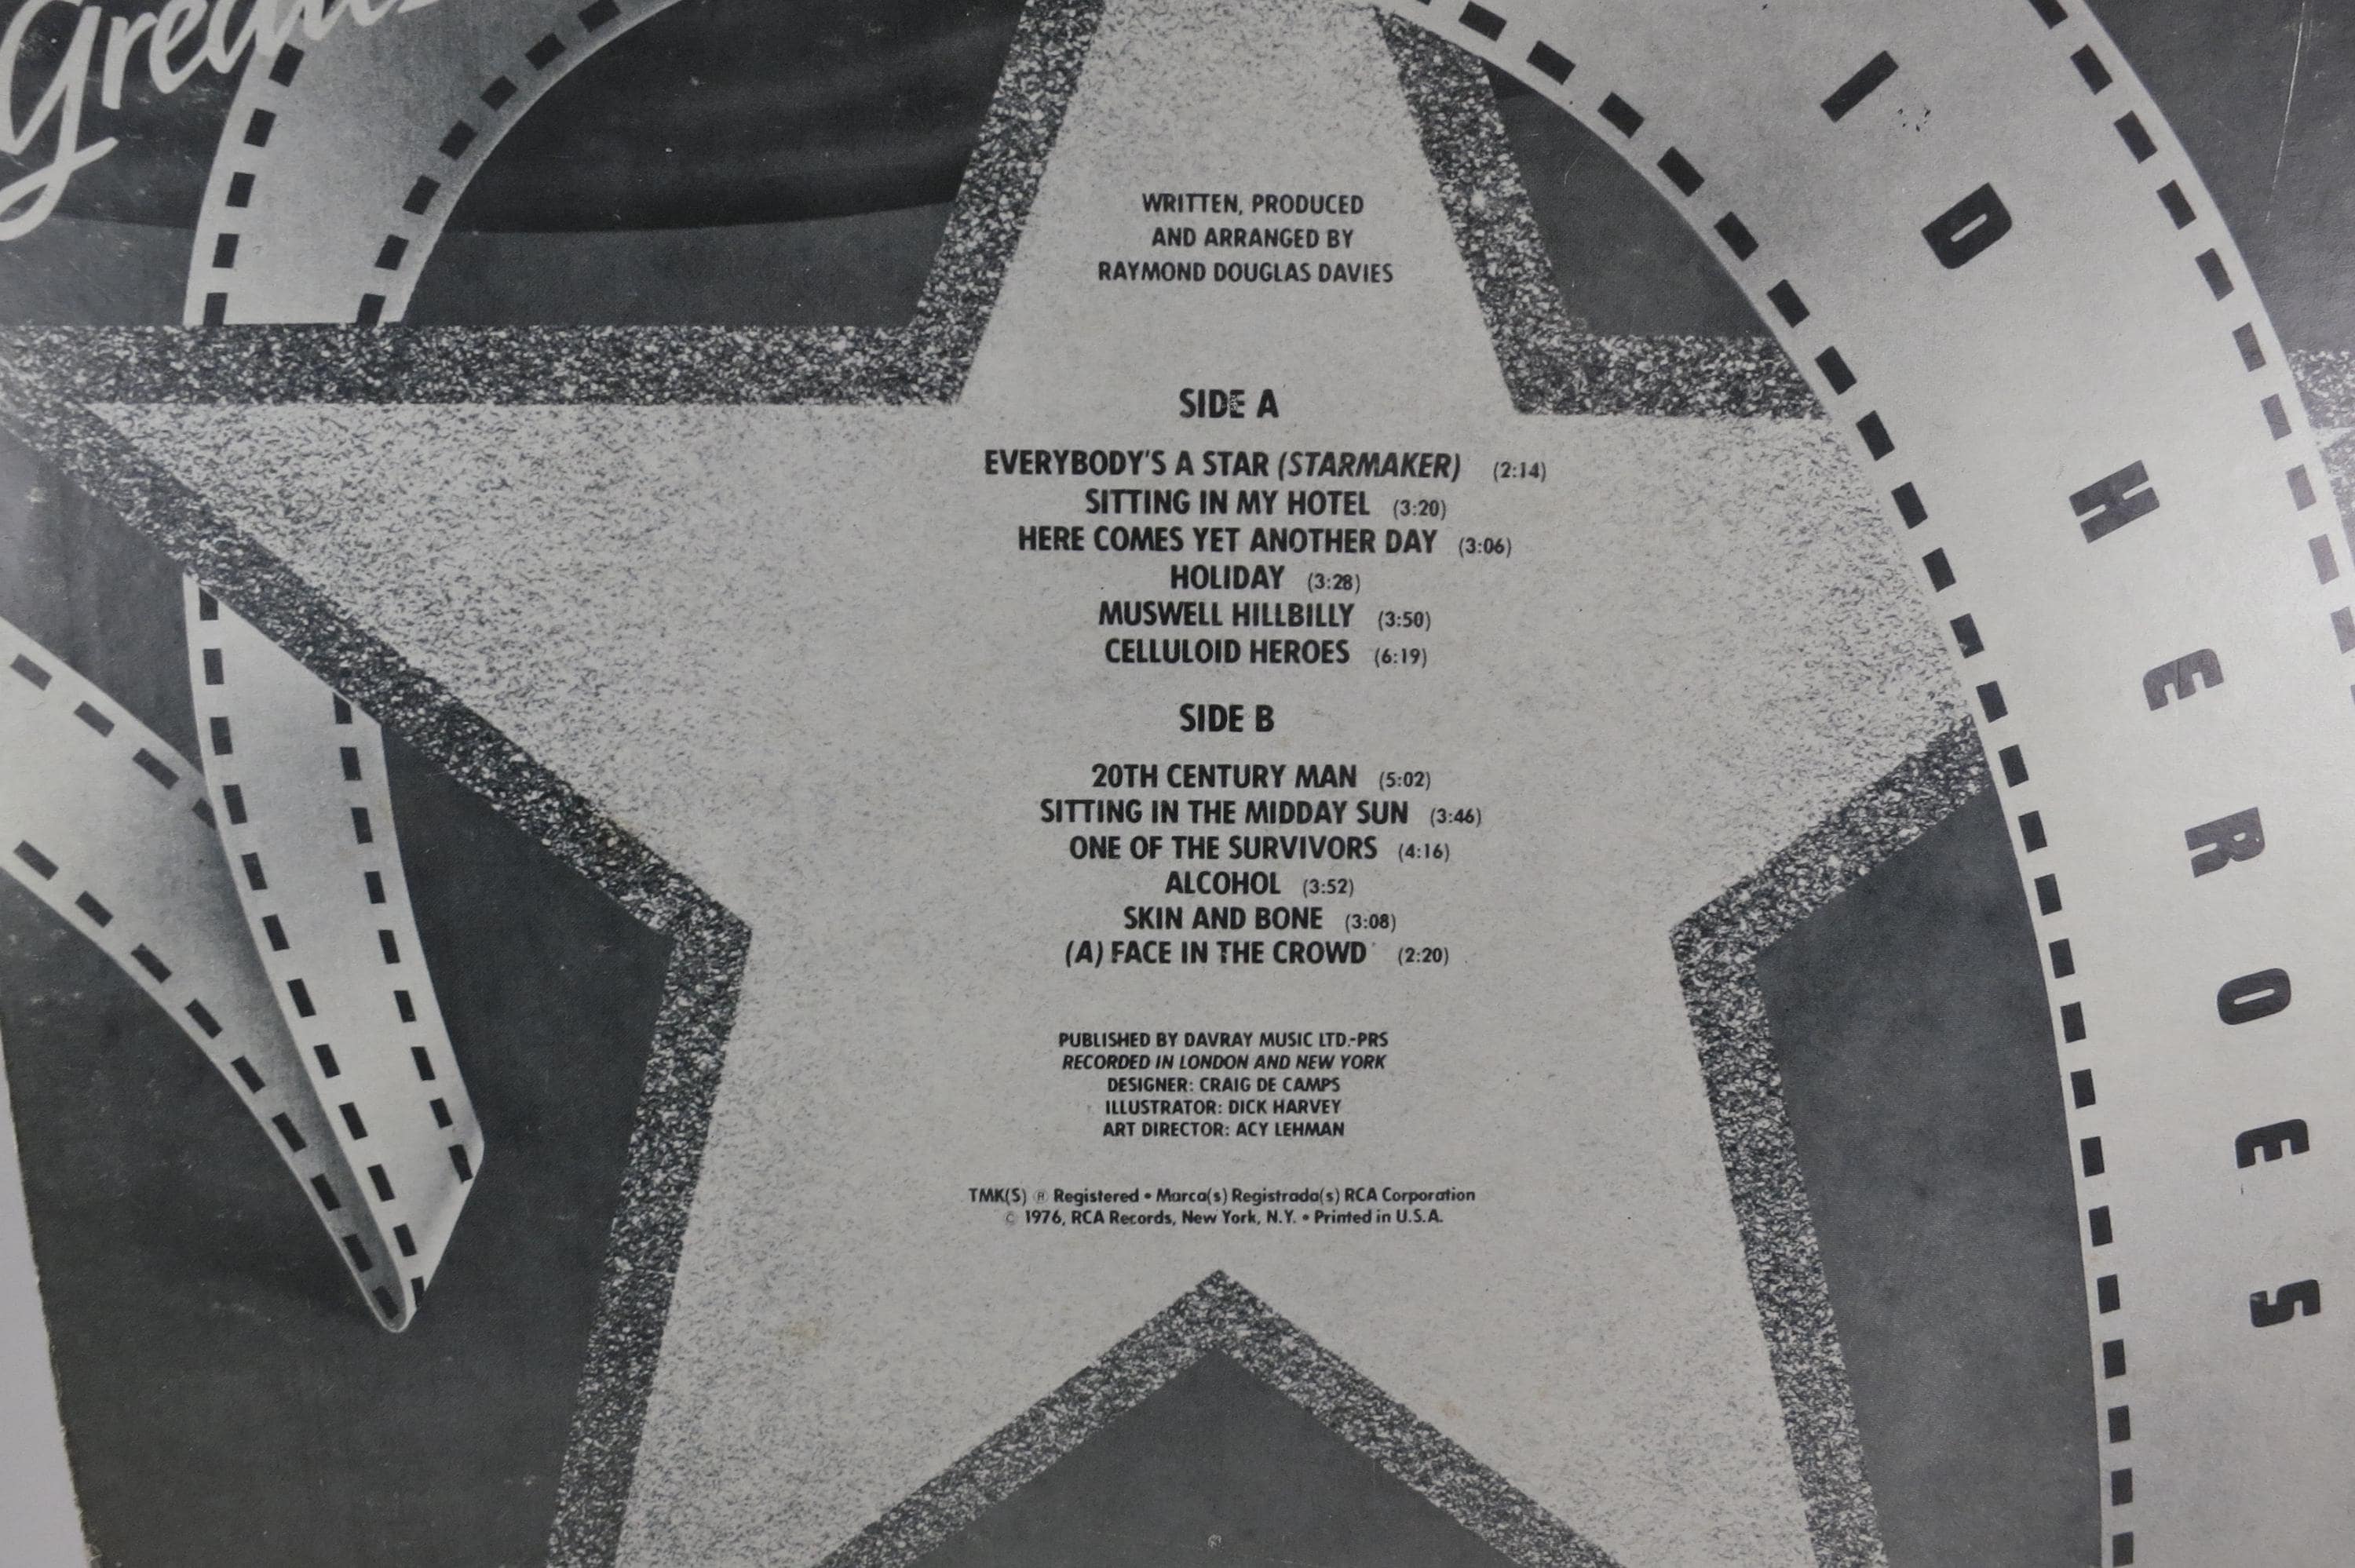 WRITTEN, PRODUCED
AND ARRANGED BY
RAYMOND DOUGLAS DAVIES
SIDE A
EVERYBODY'S A STAR (STARMAKER) (2:14)
SITTING IN MY HOTEL (3:20)
HERE COMES YET ANOTHER DAY (3:06)
HOLIDAY (3:28)
MUSWELL HILLBILLY (3:50)
CELLULOID HEROES (6:19)
SIDE B
20TH CENTURY MAN (5:02)
SITTING IN THE MIDDAY SUN (3:46)
ONE OF THE SURVIVORS (4:16)
ALCOHOL (3:52)
SKIN AND BONE (3:08)
(A) FACE IN THE CROWD (2:20)
PUBLISHED BY DAVRAY MUSIC LTD.-PRS
RECORDED IN LONDON AND NEW YORK
DESIGNER: CRAIG DE CAMPS
ILLUSTRATOR: DICK HARVEY
ART DIRECTOR: ACY LEHMAN
TMK(S) ® Registered • Marca(s) Registrada(s) RCA Corporation
© 1976, RCA Records, New York, N.Y. • Printed in U.S.A.
ID HEROES